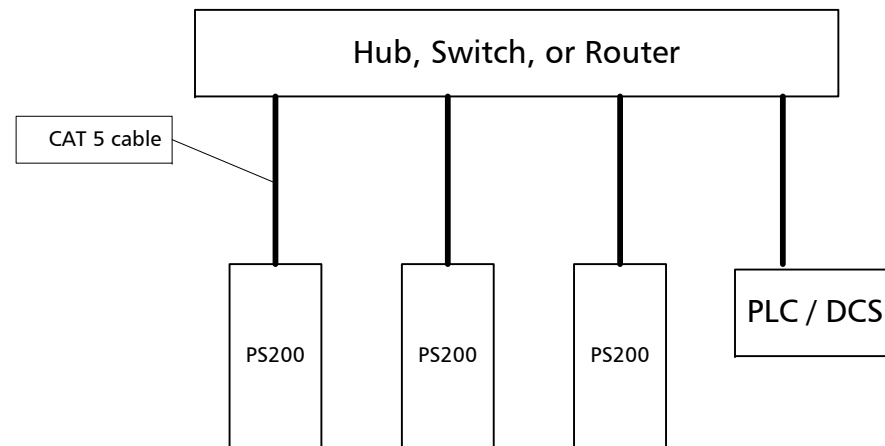 Hub, Switch, or Router
CAT 5 cable
PS200
PS200
PS200
PLC / DCS